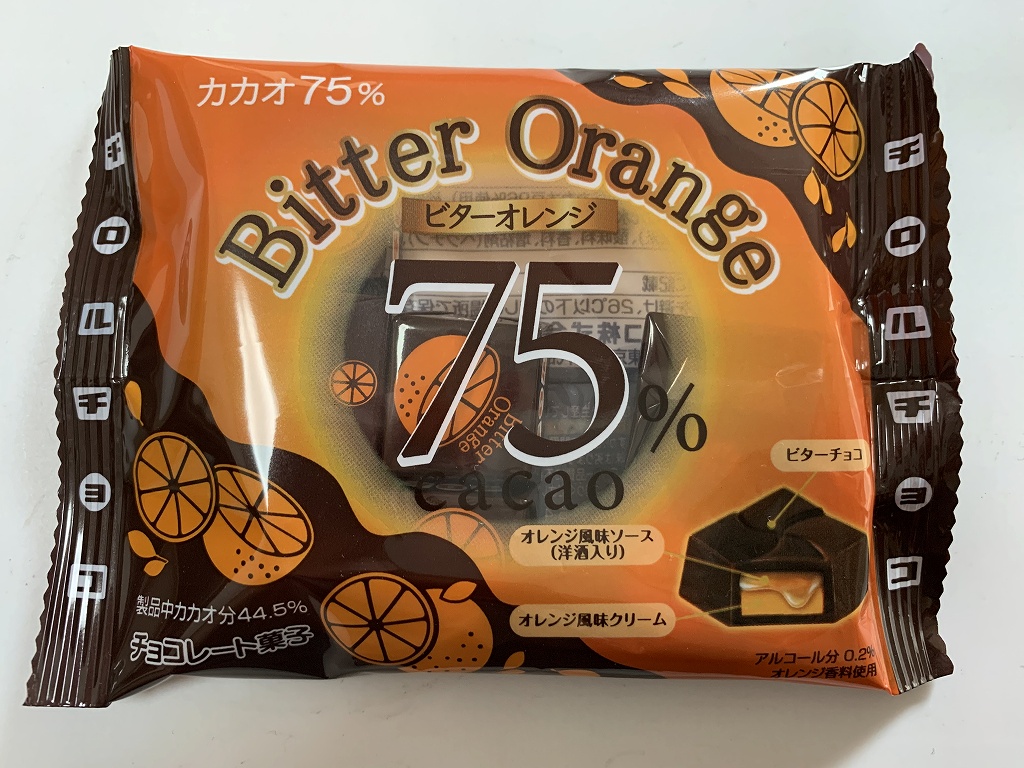 カカオ75%
Bitter Orange
ビターオレンジ
75%
cacao
Bitter
Orange
ビターチョコ
オレンジ風味ソース
(洋酒入り)
オレンジ風味クリーム
製品中カカオ分44.5%
チョコレート菓子
アルコール分 0.2%
オレンジ香料使用
チロルチョコ
チロルチョコ